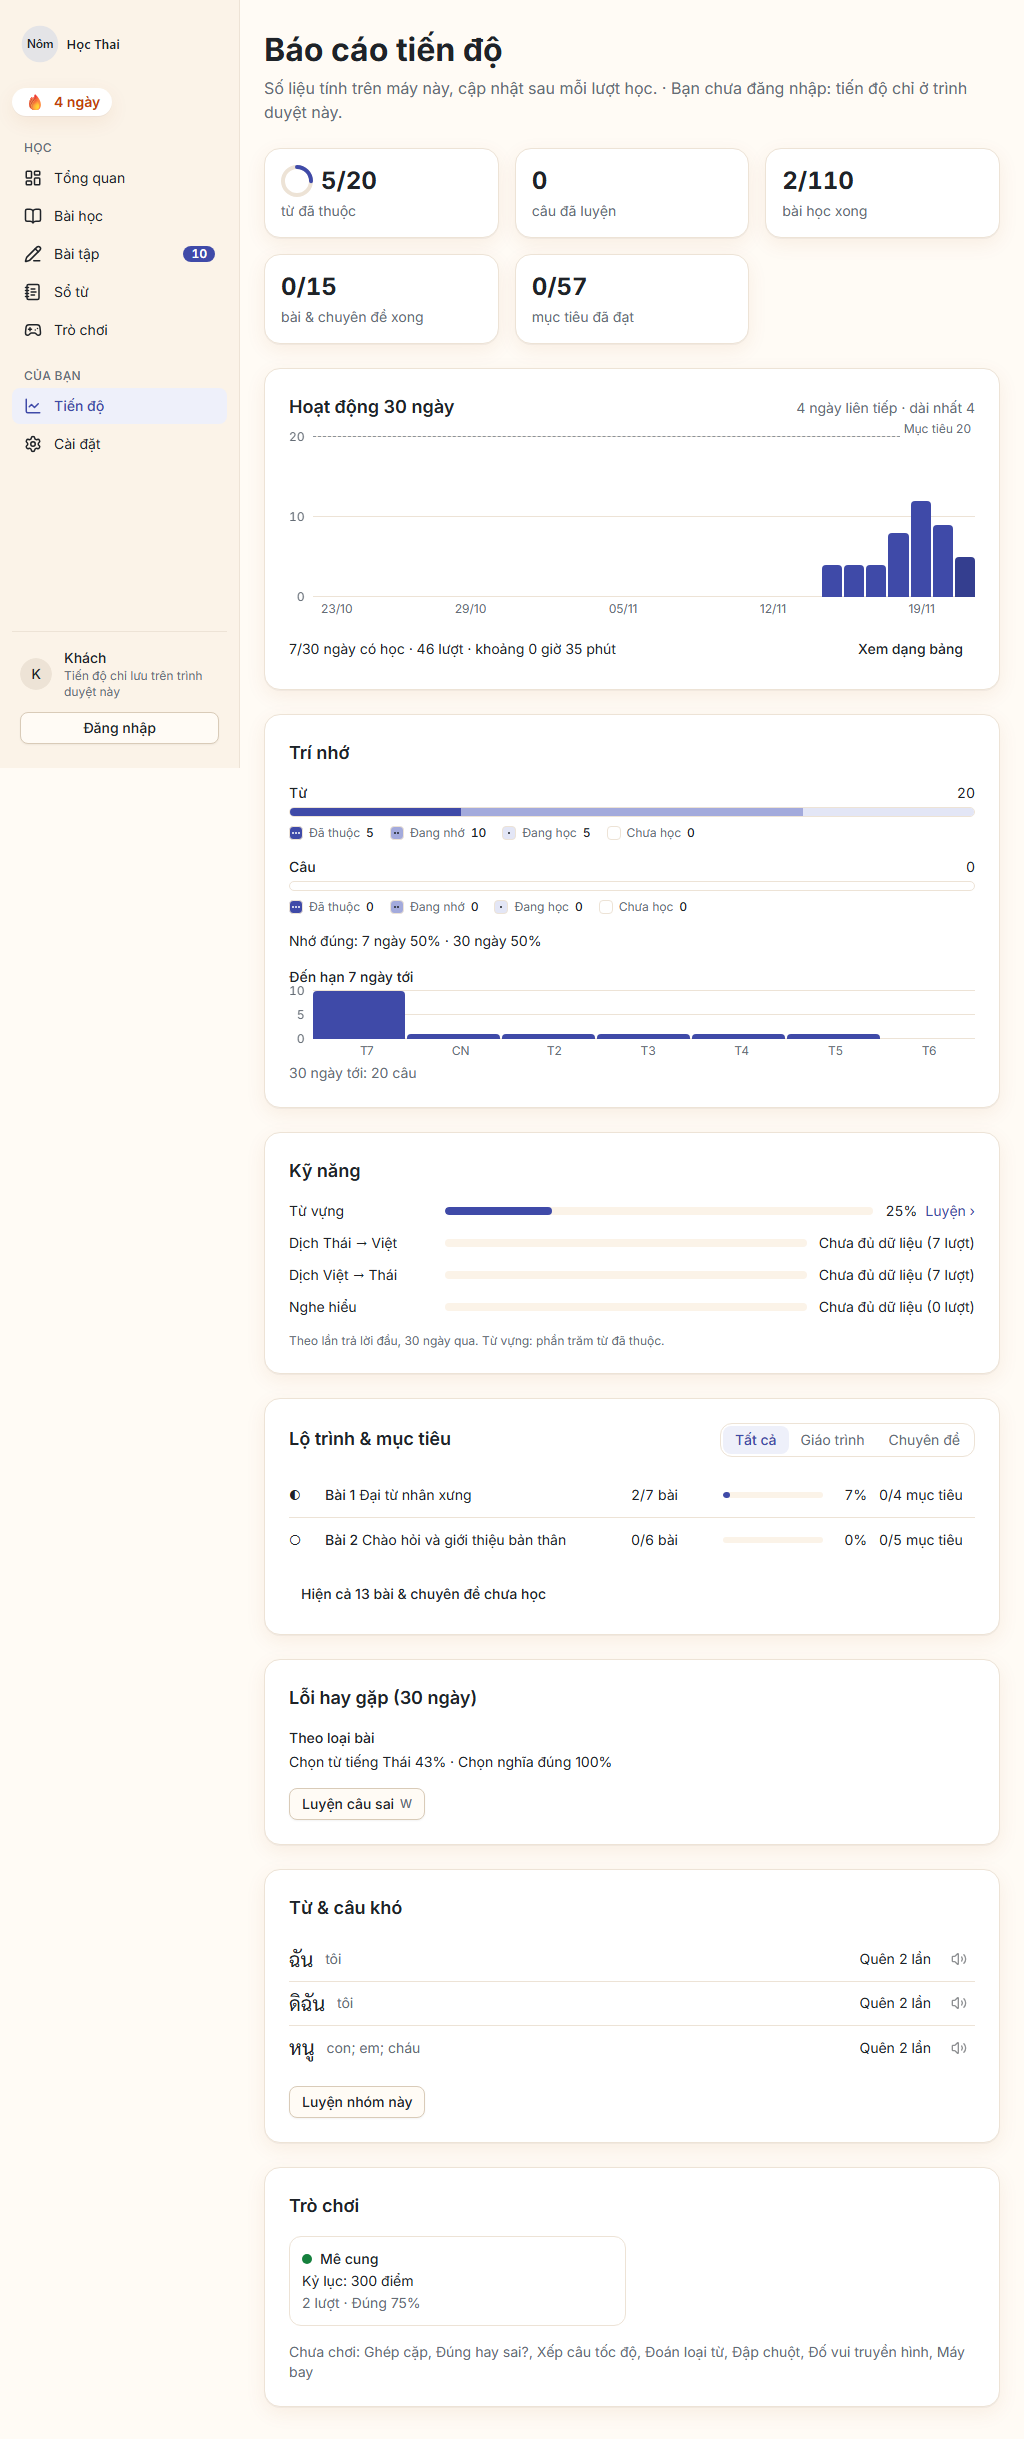 Nôm Học Thai
4 ngày
HỌC
Tổng quan
Bài học
Bài tập 10
Sổ từ
Trò chơi
CỦA BẠN
Tiến độ
Cài đặt
K Khách
Tiến độ chỉ lưu trên trình
duyệt này
Đăng nhập
Báo cáo tiến độ
Số liệu tính trên máy này, cập nhật sau mỗi lượt học. · Bạn chưa đăng nhập: tiến độ chỉ ở trình
duyệt này.
5/20
từ đã thuộc
0
câu đã luyện
2/110
bài học xong
0/15
bài & chuyên đề xong
0/57
mục tiêu đã đạt
Hoạt động 30 ngày
4 ngày liên tiếp · dài nhất 4
Mục tiêu 20
20
10
0
23/10 29/10 05/11 12/11 19/11
7/30 ngày có học · 46 lượt · khoảng 0 giờ 35 phút
Xem dạng bảng
Trí nhớ
Từ 20
Đã thuộc 5 Đang nhớ 10 Đang học 5 Chưa học 0
Câu 0
Đã thuộc 0 Đang nhớ 0 Đang học 0 Chưa học 0
Nhớ đúng: 7 ngày 50% · 30 ngày 50%
Đến hạn 7 ngày tới
10
5
0
T7 CN T2 T3 T4 T5 T6
30 ngày tới: 20 câu
Kỹ năng
Từ vựng 25% Luyện ›
Dịch Thái → Việt Chưa đủ dữ liệu (7 lượt)
Dịch Việt → Thái Chưa đủ dữ liệu (7 lượt)
Nghe hiểu Chưa đủ dữ liệu (0 lượt)
Theo lần trả lời đầu, 30 ngày qua. Từ vựng: phần trăm từ đã thuộc.
Lộ trình & mục tiêu
Tất cả Giáo trình Chuyên đề
Bài 1 Đại từ nhân xưng 2/7 bài 7% 0/4 mục tiêu
Bài 2 Chào hỏi và giới thiệu bản thân 0/6 bài 0% 0/5 mục tiêu
Hiện cả 13 bài & chuyên đề chưa học
Lỗi hay gặp (30 ngày)
Theo loại bài
Chọn từ tiếng Thái 43% · Chọn nghĩa đúng 100%
Luyện câu sai W
Từ & câu khó
ฉัน tôi Quên 2 lần
ดิฉัน tôi Quên 2 lần
หนู con; em; cháu Quên 2 lần
Luyện nhóm này
Trò chơi
Mê cung
Kỷ lục: 300 điểm
2 lượt · Đúng 75%
Chưa chơi: Ghép cặp, Đúng hay sai?, Xếp câu tốc độ, Đoán loại từ, Đập chuột, Đố vui truyền hình, Máy
bay